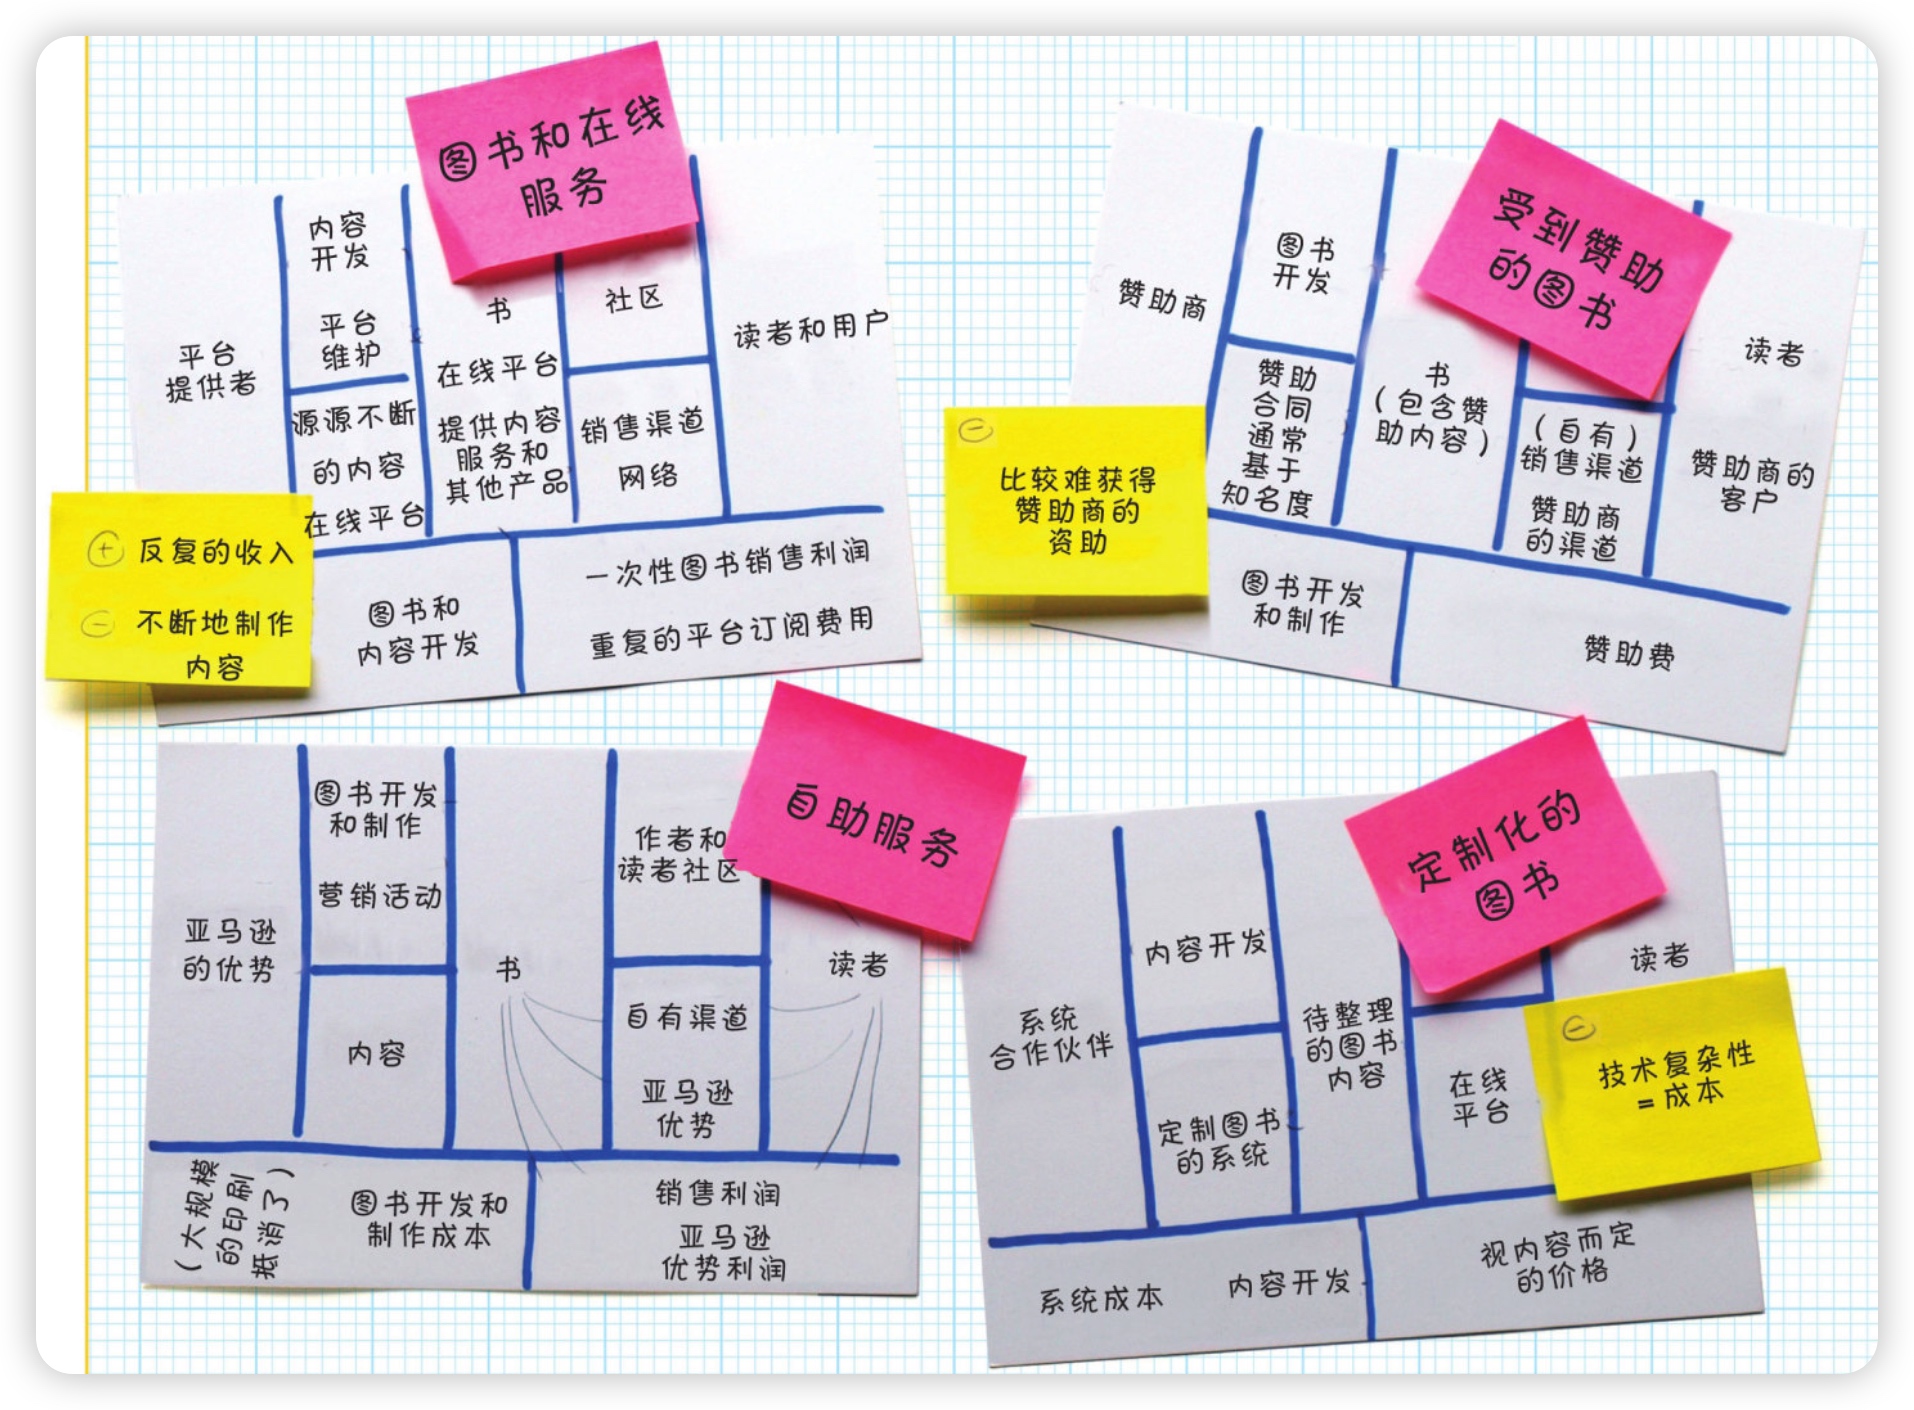 图书和在线
服务
平台
提供者
内容
开发
平台
维护
源源不断
的内容
在线平台
书
在线平台
提供内容
服务和
其他产品
社区
销售渠道
网络
读者和用户
图书和
内容开发
一次性图书销售利润
重复的平台订阅费用
+ 反复的收入
- 不断地制作
内容
受到赞助
的图书
赞助商
图书
开发
赞助
合同
通常
基于
知名度
书
(包含赞
助内容)
(自有)
销售渠道
赞助商
的渠道
读者
赞助商的
客户
图书开发
和制作
赞助费
-
比较难获得
赞助商的
资助
自助服务
亚马逊
的优势
图书开发
和制作
营销活动
内容
书
作者和
读者社区
自有渠道
亚马逊
优势
读者
(大规模
的印刷
抵消了)
图书开发和
制作成本
销售利润
亚马逊
优势利润
定制化的
图书
系统
合作伙伴
内容开发
定制图书
的系统
待整理
的图书
内容
在线
平台
读者
系统成本
内容开发
视内容而定
的价格
-
技术复杂性
=成本